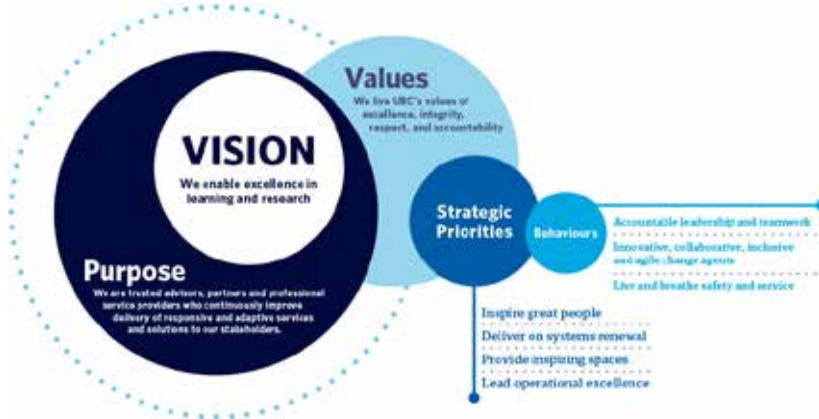 Values
We live UBC's values of
excellence, integrity,
respect, and accountability
VISION
We enable excellence in
learning and research
Strategic
Priorities
Behaviours
Accountable leadership and teamwork
Innovative, collaborative, inclusive
and agile change agents
Live and breathe safety and service
Purpose
We are trusted advisors, partners and professional
service providers who continuously improve
delivery of responsive and adaptive services
and solutions to our stakeholders.
Inspire great people
Deliver on systems renewal
Provide inspiring spaces
Lead operational excellence